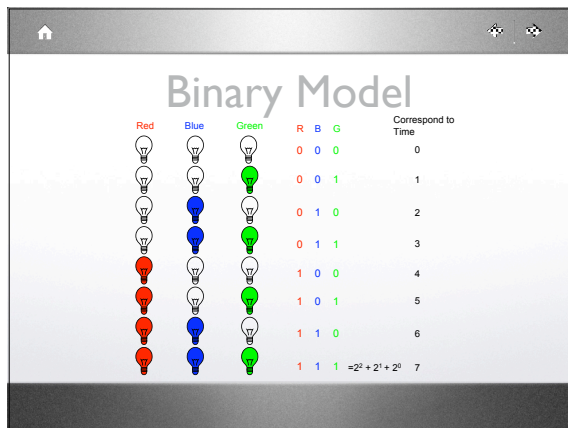 Binary Model
Red Blue Green R B G Correspond to
Time
0 0 0 0
0 0 1 1
0 1 0 2
0 1 1 3
1 0 0 4
1 0 1 5
1 1 0 6
1 1 1 =2² + 2¹ + 2⁰ 7